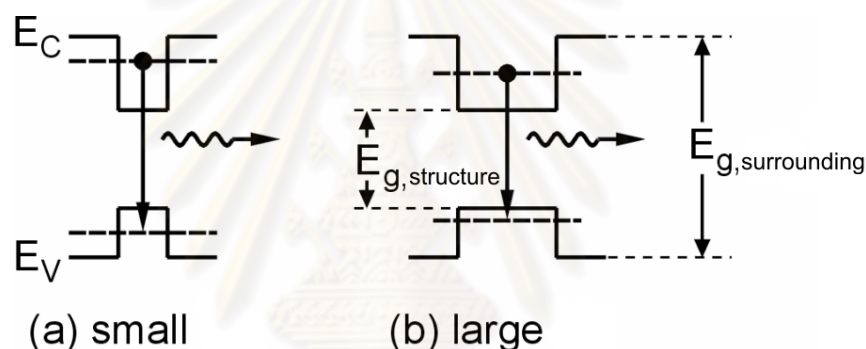 E_C
E_g,structure
E_g,surrounding
E_V
(a) small
(b) large